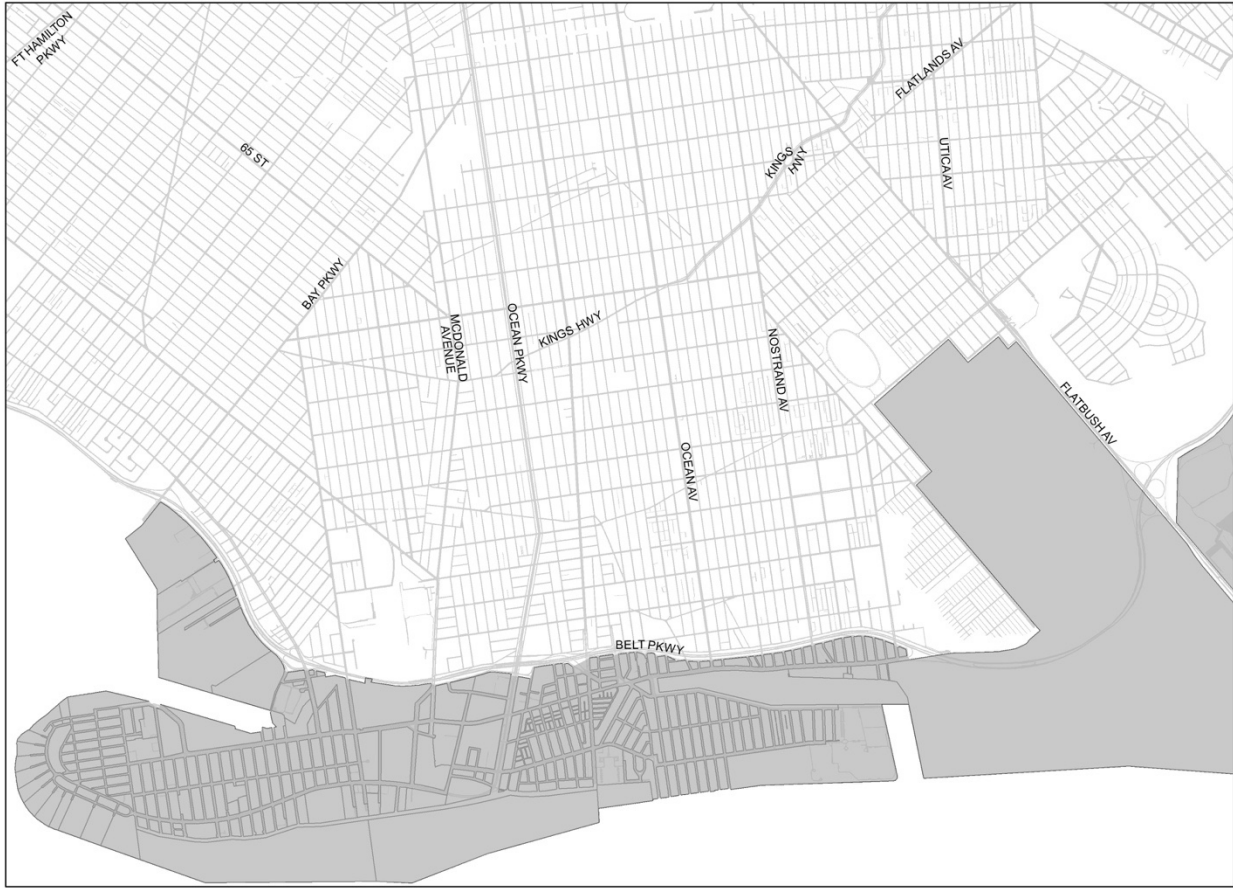 FT HAMILTON
PKWY
FLATLANDS AV
65 ST
UTICA AV
KINGS
HWY
BAY PKWY
MCDONALD
AVENUE
OCEAN PKWY
KINGS HWY
NOSTRAND AV
FLATBUSH AV
OCEAN AV
BELT PKWY